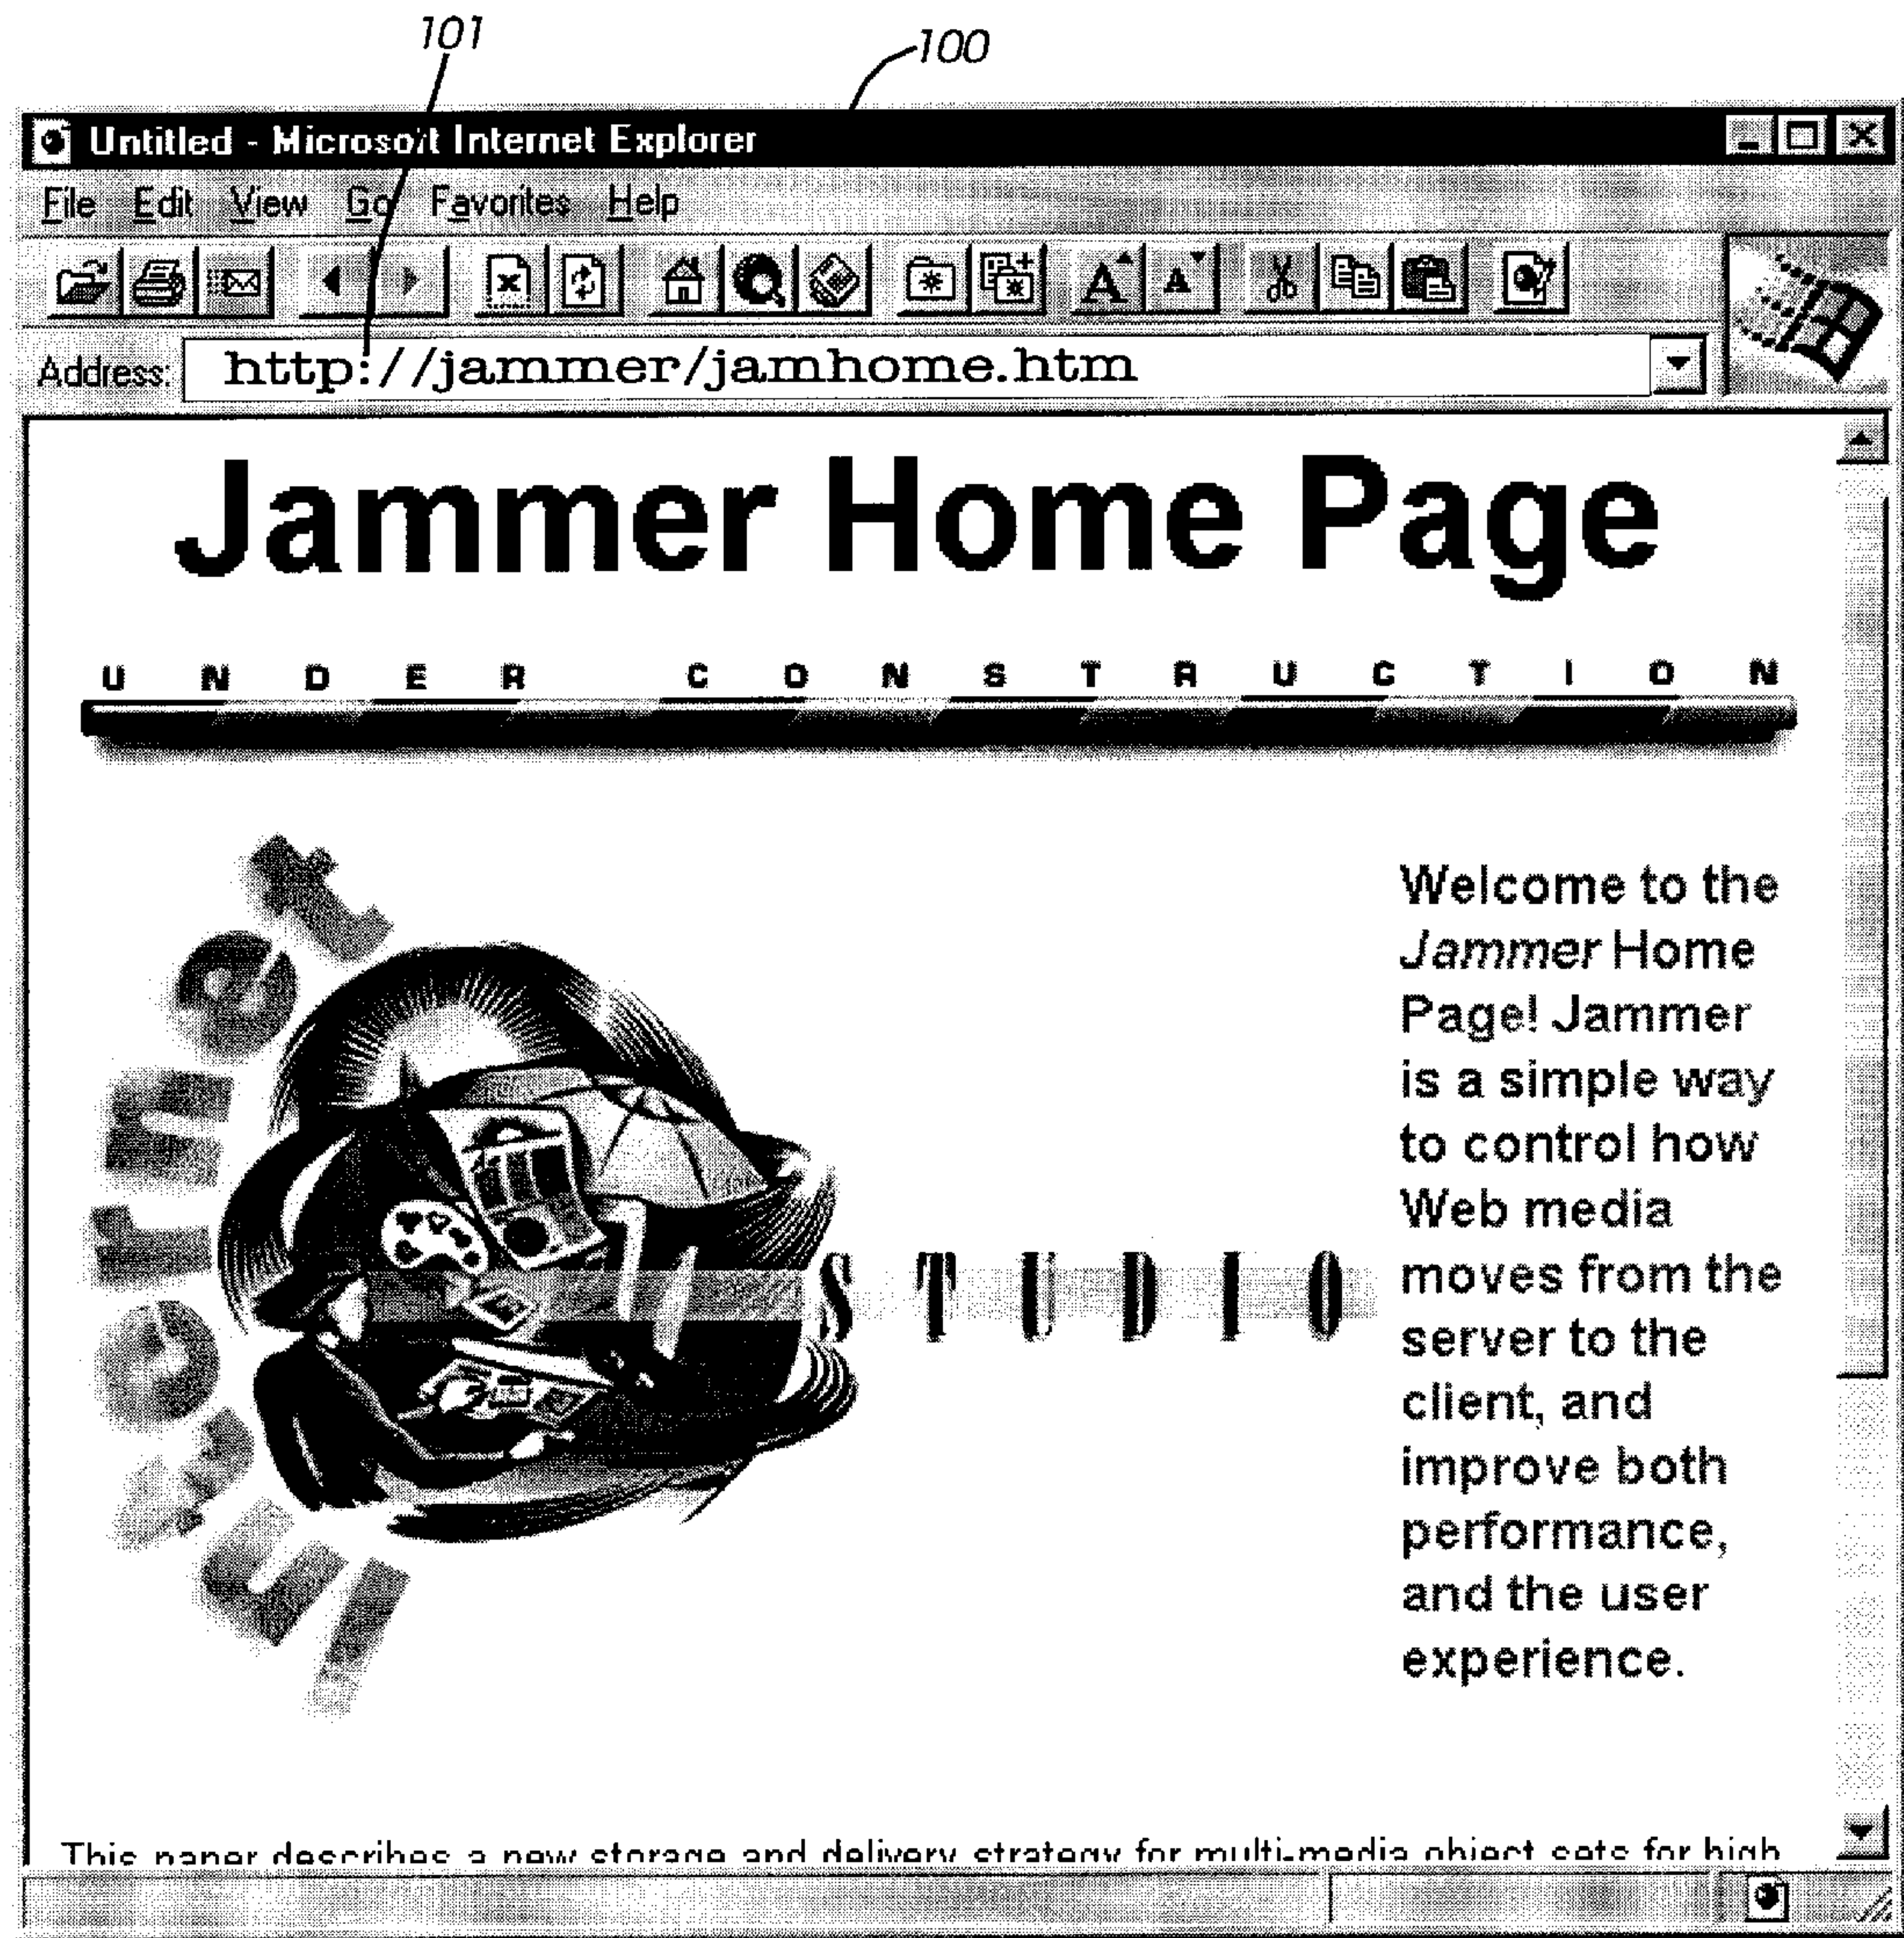 101
100
Untitled - Microsoft Internet Explorer
File Edit View Go Favorites Help
Address: http://jammer/jamhome.htm
Jammer Home Page
UNDER CONSTRUCTION
Internet
STUDIO
Welcome to the
Jammer Home
Page! Jammer
is a simple way
to control how
Web media
moves from the
server to the
client, and
improve both
performance,
and the user
experience.
This paper describes a new storage and delivery strategy for multi-media object sets for high